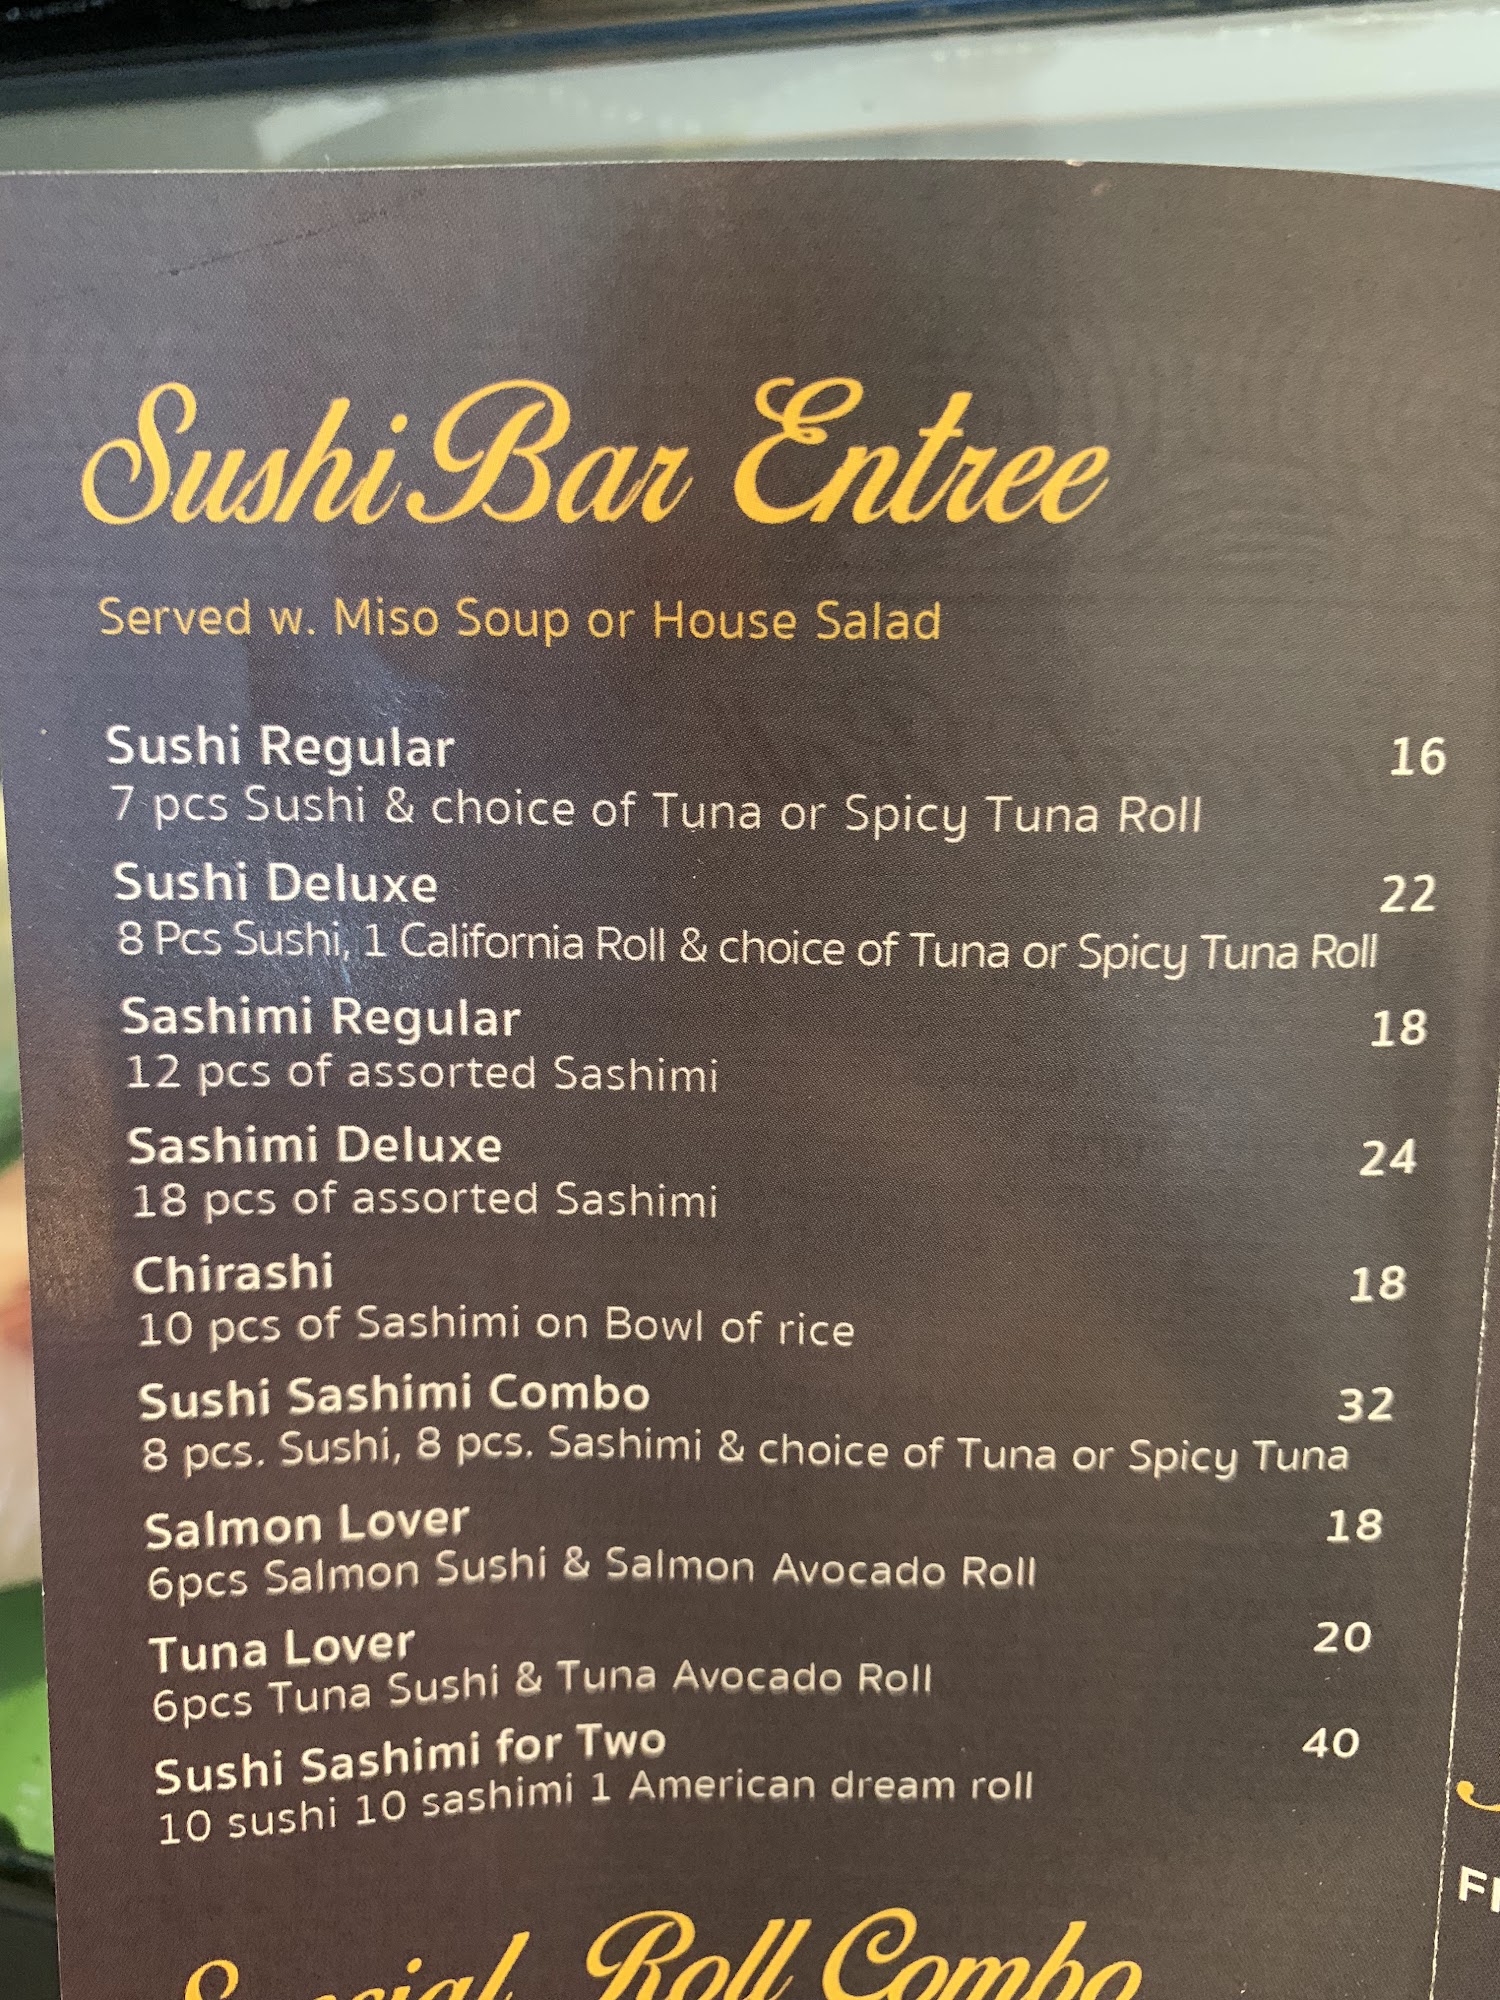 Sushi Bar Entree
Served w. Miso Soup or House Salad
Sushi Regular 16
7 pcs Sushi & choice of Tuna or Spicy Tuna Roll
Sushi Deluxe 22
8 Pcs Sushi, 1 California Roll & choice of Tuna or Spicy Tuna Roll
Sashimi Regular 18
12 pcs of assorted Sashimi
Sashimi Deluxe 24
18 pcs of assorted Sashimi
Chirashi 18
10 pcs of Sashimi on Bowl of rice
Sushi Sashimi Combo 32
8 pcs. Sushi, 8 pcs. Sashimi & choice of Tuna or Spicy Tuna
Salmon Lover 18
6pcs Salmon Sushi & Salmon Avocado Roll
Tuna Lover 20
6pcs Tuna Sushi & Tuna Avocado Roll
Sushi Sashimi for Two 40
10 sushi 10 sashimi 1 American dream roll
Special Roll Combo